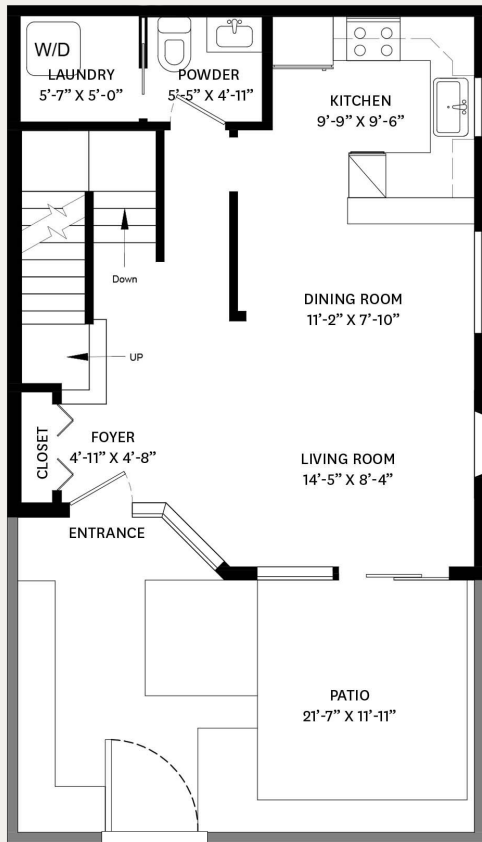 W/D
LAUNDRY
5'-7” X 5'-0”
POWDER
5'-5” X 4'-11”
KITCHEN
9'-9” X 9'-6”
Down
DINING ROOM
11'-2” X 7'-10”
UP
CLOSET
FOYER
4'-11” X 4'-8”
LIVING ROOM
14'-5” X 8'-4”
ENTRANCE
PATIO
21'-7” X 11'-11”